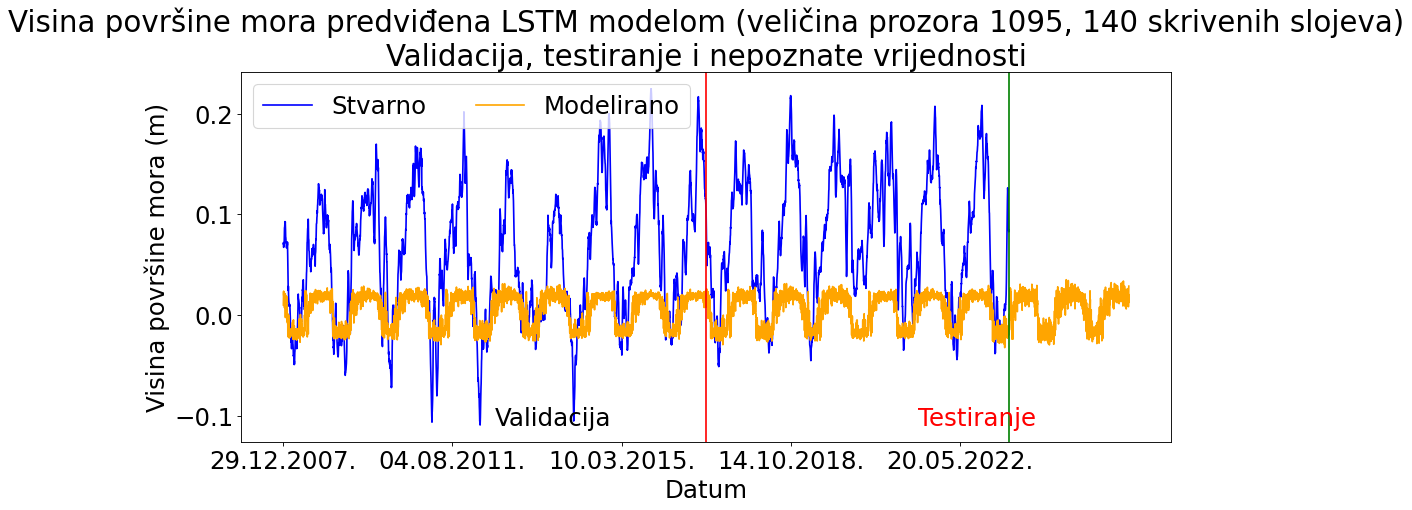 Visina površine mora predviđena LSTM modelom (veličina prozora 1095, 140 skrivenih slojeva)
Validacija, testiranje i nepoznate vrijednosti
Stvarno
Modelirano
Visina površine mora (m)
0.2
0.1
0.0
−0.1
Validacija
Testiranje
29.12.2007.
04.08.2011.
10.03.2015.
14.10.2018.
20.05.2022.
Datum